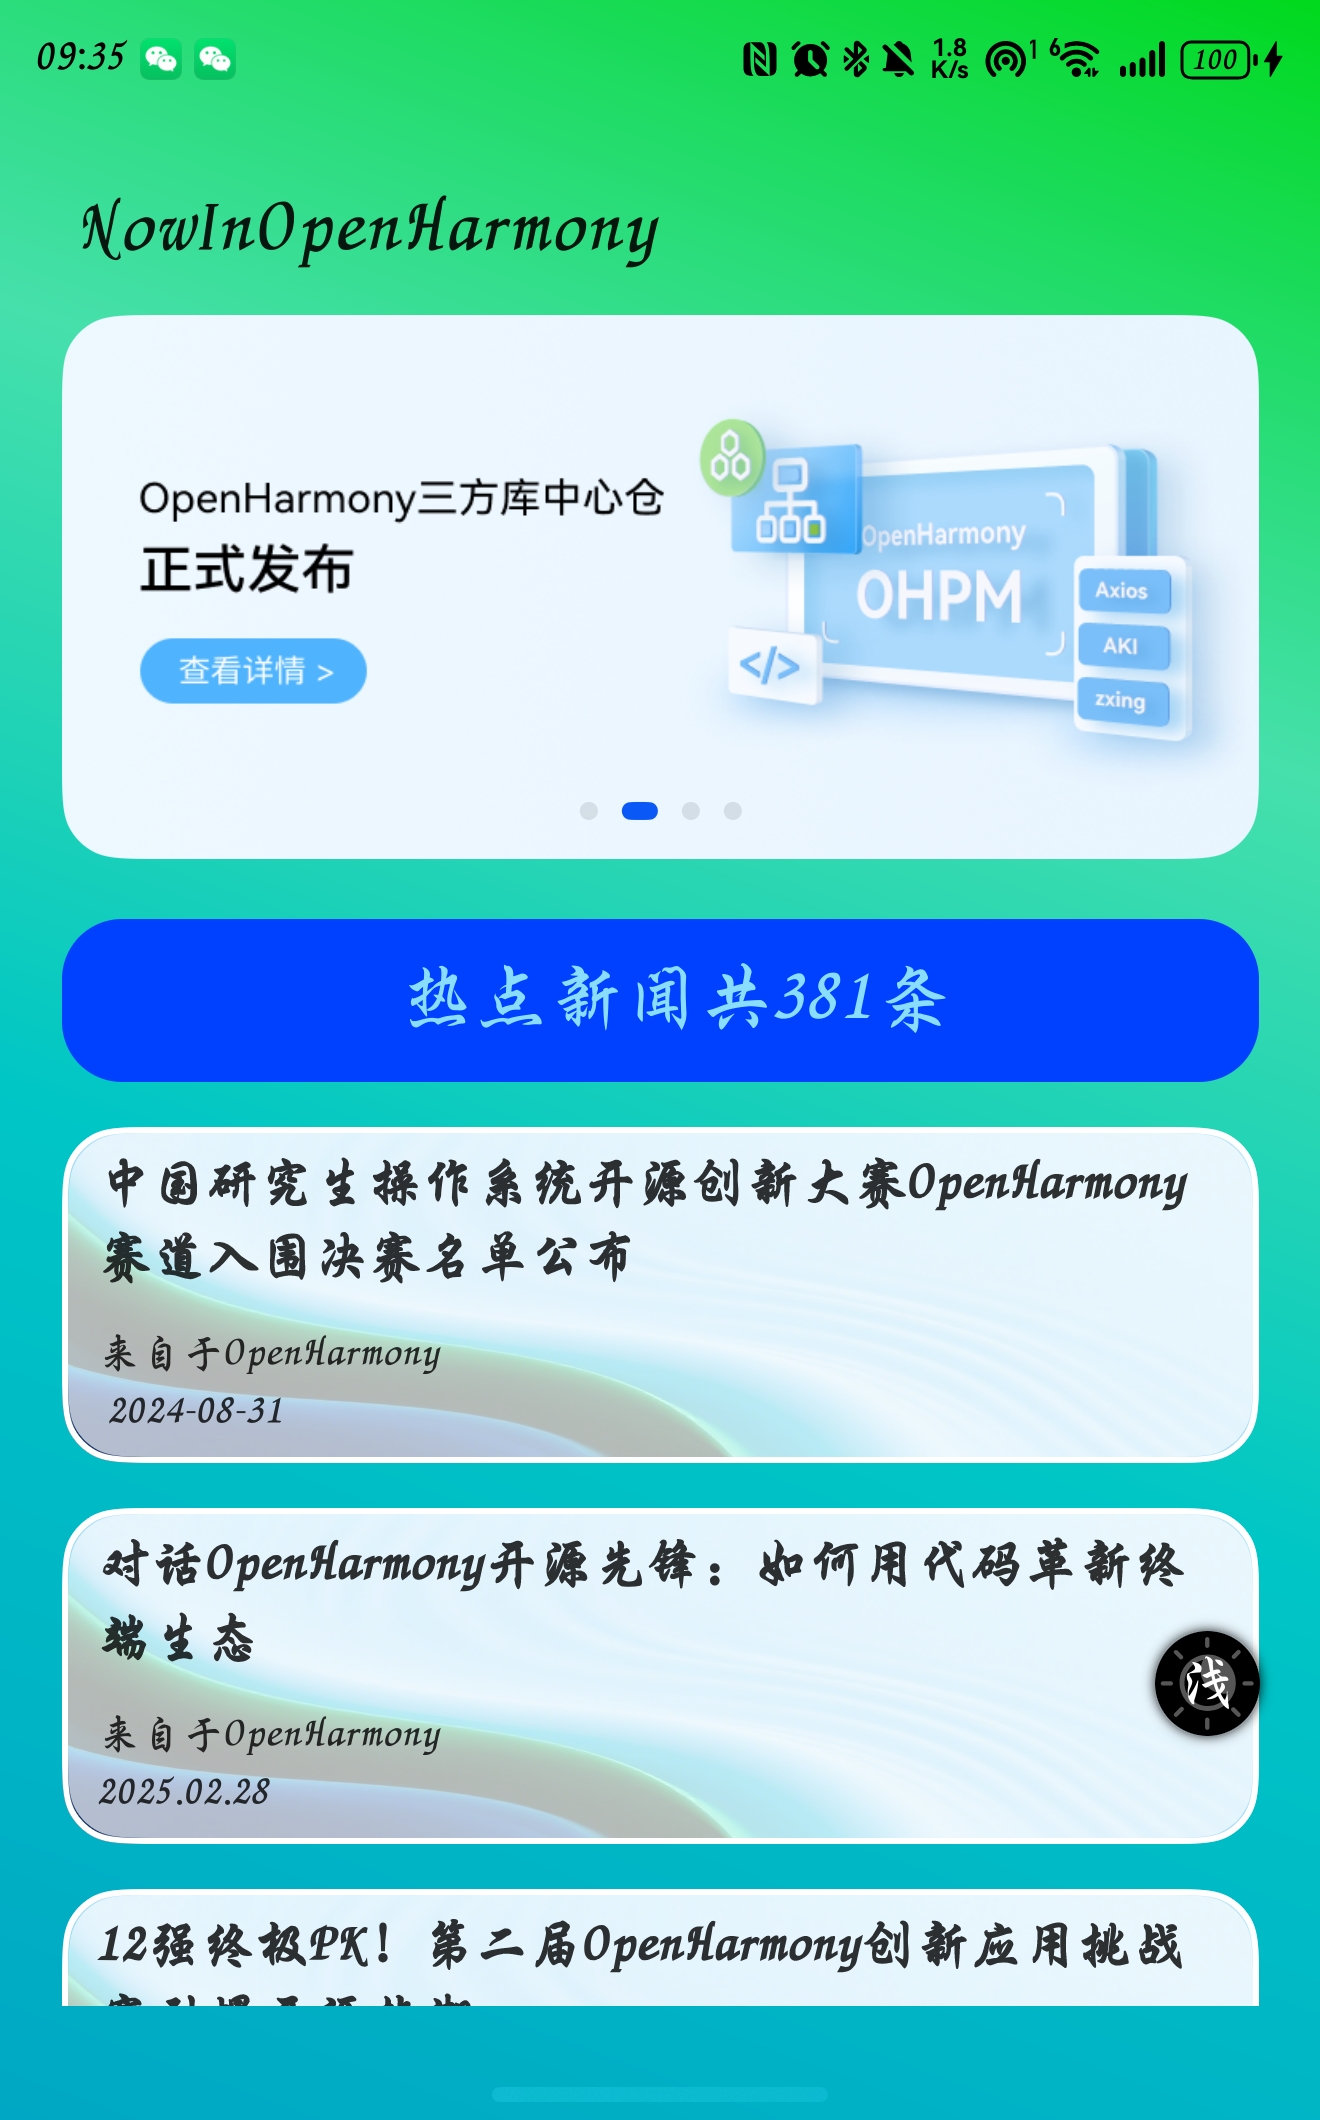 09:35
1.8
K/s
1
6
100
NowInOpenHarmony
OpenHarmony三方库中心仓
正式发布
查看详情 >
OpenHarmony
OHPM
Axios
AKI
zxing
</>
热点新闻共381条
中国研究生操作系统开源创新大赛OpenHarmony
赛道入围决赛名单公布
来自于OpenHarmony
2024-08-31
对话OpenHarmony开源先锋：如何用代码革新终
端生态
来自于OpenHarmony
2025.02.28
浅
12强终极PK！第二届OpenHarmony创新应用挑战